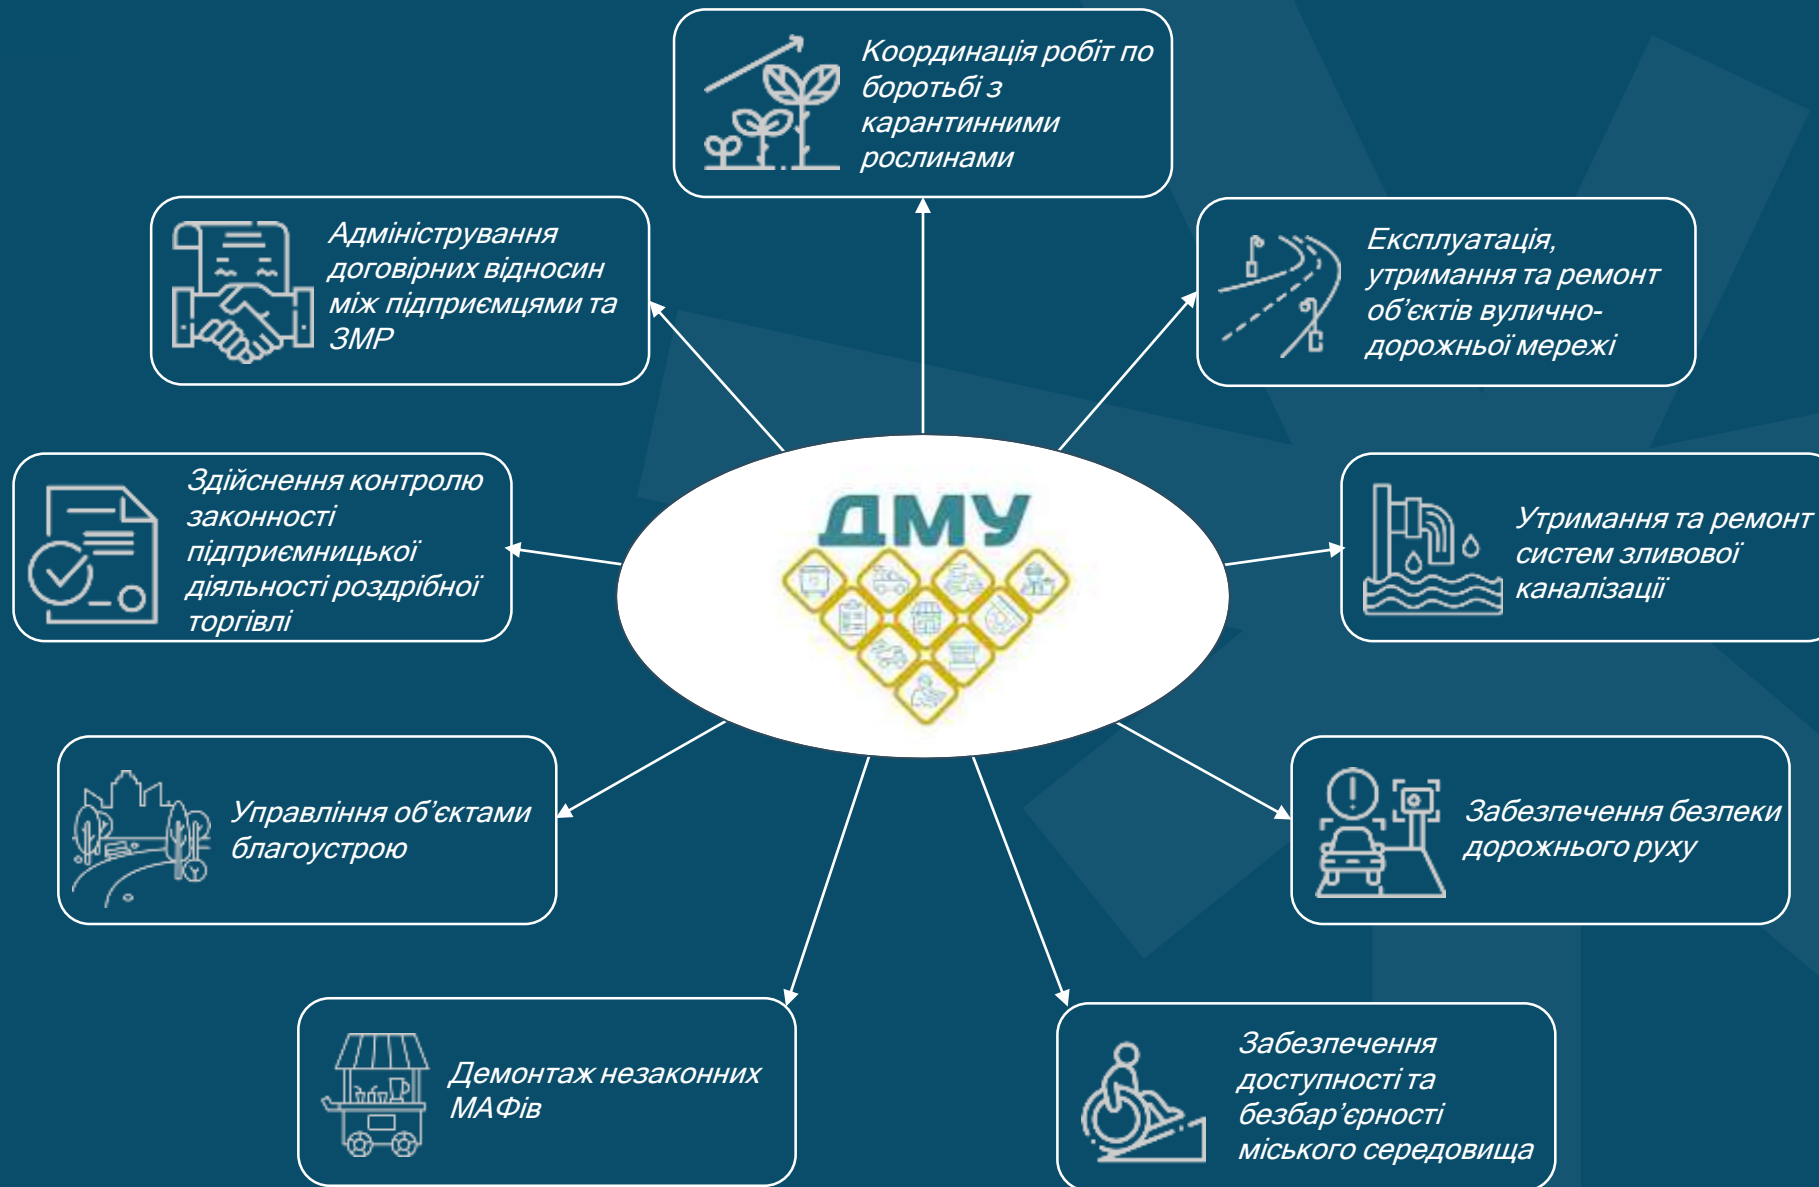 Координація робіт по
боротьбі з
карантинними
рослинами
Адміністрування
договірних відносин
між підприємцями та
ЗМР
Експлуатація,
утримання та ремонт
об’єктів вулично-
дорожньої мережі
Здійснення контролю
законності
підприємницької
діяльності роздрібної
торгівлі
ДМУ
Утримання та ремонт
систем зливової
каналізації
Управління об’єктами
благоустрою
Забезпечення безпеки
дорожнього руху
Демонтаж незаконних
МАФів
Забезпечення
доступності та
безбар’єрності
міського середовища